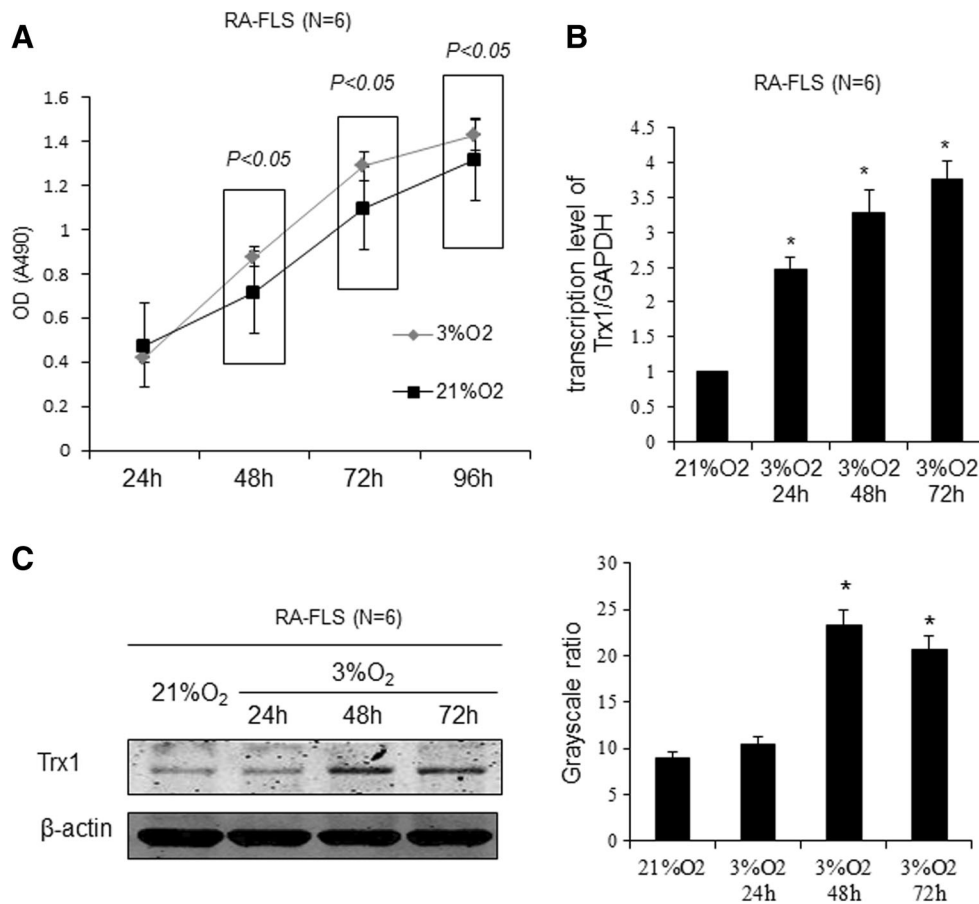 A
RA-FLS (N=6)
P<0.05
P<0.05
P<0.05
OD (A490)
1.6
1.4
1.2
1
0.8
0.6
0.4
0.2
0
24h 48h 72h 96h
3%O2
21%O2
B
RA-FLS (N=6)
transcription level of
Trx1/GAPDH
4.5
4
3.5
3
2.5
2
1.5
1
0.5
0
* * *
21%O2 3%O2 3%O2 3%O2
24h 48h 72h
C
RA-FLS (N=6)
21%O2 3%O2
24h 48h 72h
Trx1
β-actin
Grayscale ratio
30
25
20
15
10
5
0
* *
21%O2 3%O2 3%O2 3%O2
24h 48h 72h